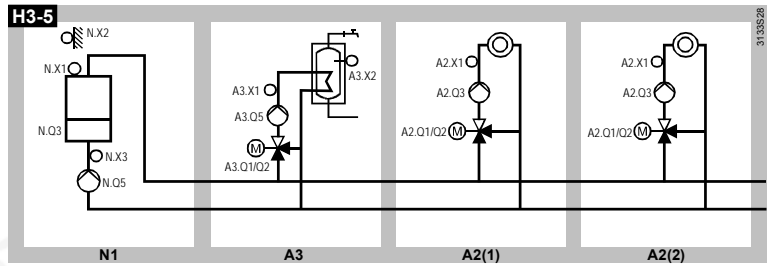 H3-5
3133S28
N.X2
N.X1
N.Q3
N.X3
N.Q5
N1
A3.X1
A3.X2
A3.Q5
M
A3.Q1/Q2
A3
A2.X1
A2.Q3
A2.Q1/Q2 M
A2(1)
A2.X1
A2.Q3
A2.Q1/Q2 M
A2(2)